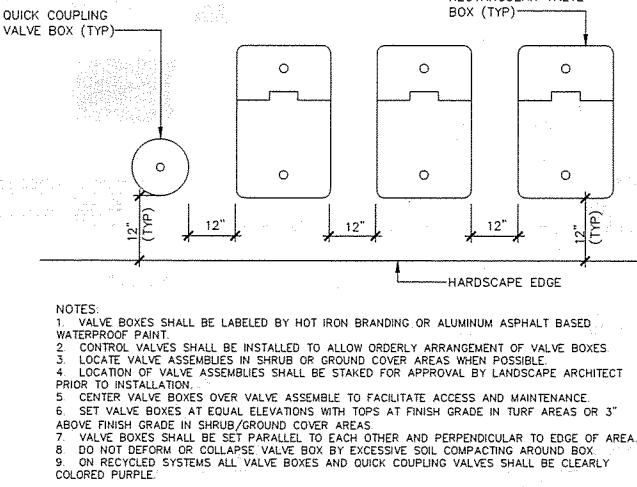 QUICK COUPLING
VALVE BOX (TYP)
BOX (TYP)
12"
(TYP)
12"
12"
12"
12"
(TYP)
HARDSCAPE EDGE
NOTES:
1. VALVE BOXES SHALL BE LABELED BY HOT IRON BRANDING OR ALUMINUM ASPHALT BASED
WATERPROOF PAINT.
2. CONTROL VALVES SHALL BE INSTALLED TO ALLOW ORDERLY ARRANGEMENT OF VALVE BOXES
3. LOCATE VALVE ASSEMBLIES IN SHRUB OR GROUND COVER AREAS WHEN POSSIBLE.
4. LOCATION OF VALVE ASSEMBLIES SHALL BE STAKED FOR APPROVAL BY LANDSCAPE ARCHITECT
PRIOR TO INSTALLATION.
5. CENTER VALVE BOXES OVER VALVE ASSEMBLE TO FACILITATE ACCESS AND MAINTENANCE.
6. SET VALVE BOXES AT EQUAL ELEVATIONS WITH TOPS AT FINISH GRADE IN TURF AREAS OR 3"
ABOVE FINISH GRADE IN SHRUB/GROUND COVER AREAS
7. VALVE BOXES SHALL BE SET PARALLEL TO EACH OTHER AND PERPENDICULAR TO EDGE OF AREA.
8. DO NOT DEFORM OR COLLAPSE VALVE BOX BY EXCESSIVE SOIL COMPACTING AROUND BOX.
9. ON RECYCLED SYSTEMS ALL VALVE BOXES AND QUICK COUPLING VALVES SHALL BE CLEARLY
COLORED PURPLE.